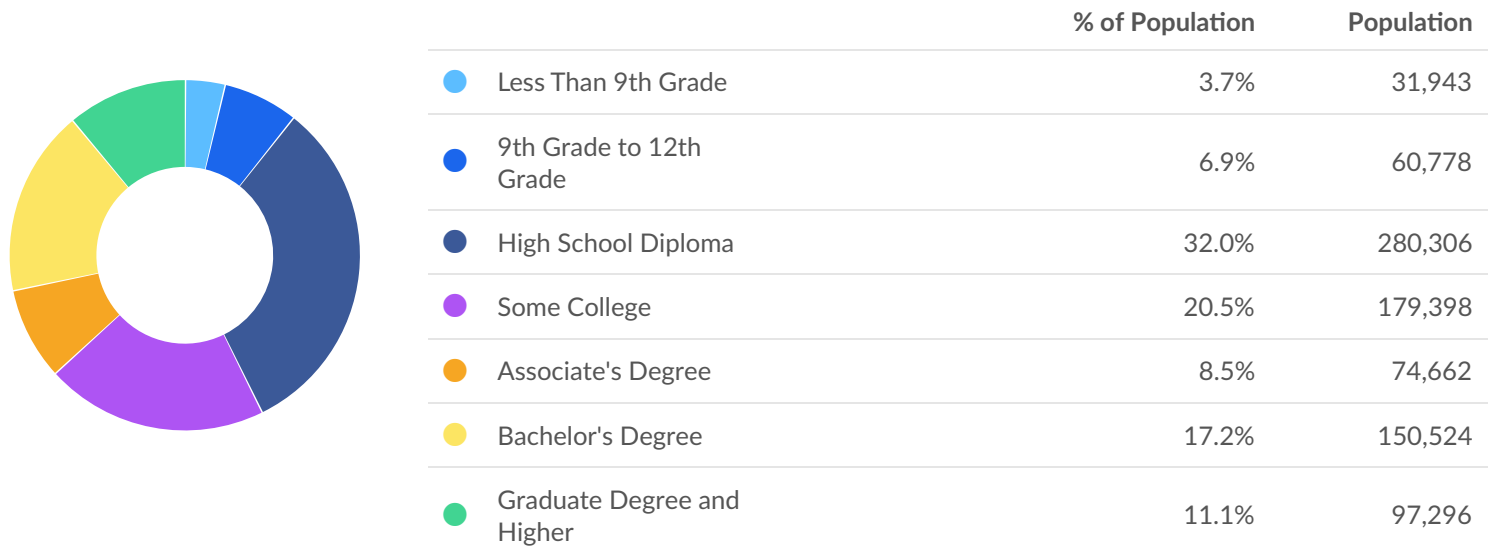 % of Population Population
Less Than 9th Grade 3.7% 31,943
9th Grade to 12th
Grade 6.9% 60,778
High School Diploma 32.0% 280,306
Some College 20.5% 179,398
Associate's Degree 8.5% 74,662
Bachelor's Degree 17.2% 150,524
Graduate Degree and
Higher 11.1% 97,296